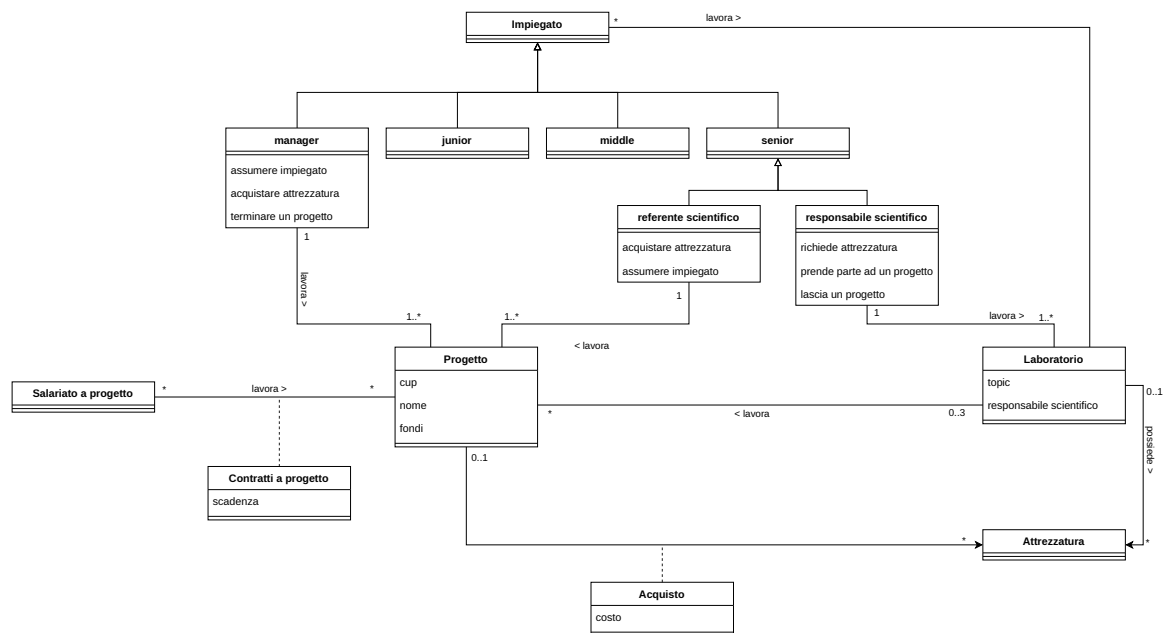 Impiegato
*
lavora >
manager
assumere impiegato
acquistare attrezzatura
terminare un progetto
junior
middle
senior
referente scientifico
acquistare attrezzatura
assumere impiegato
responsabile scientifico
richiede attrezzatura
prende parte ad un progetto
lascia un progetto
1
lavora >
1..*
1
1..*
< lavora
1
lavora >
1..*
Salariato a progetto
*
lavora >
*
Progetto
cup
nome
fondi
*
< lavora
0..3
Laboratorio
topic
responsabile scientifico
0..1
possiede >
*
Contratti a progetto
scadenza
0..1
*
Attrezzatura
Acquisto
costo